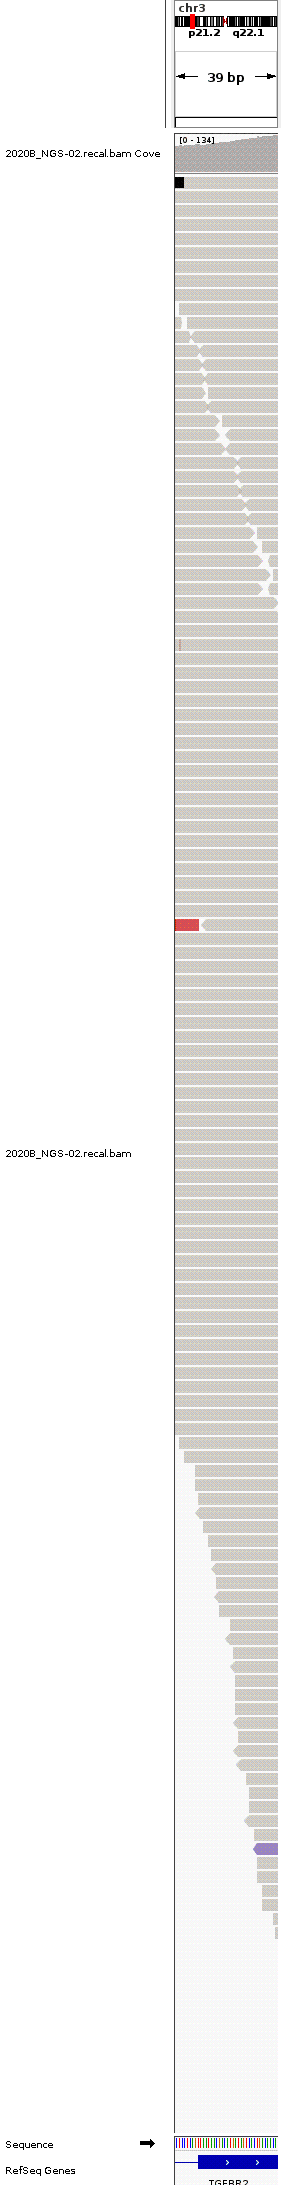 chr3
p21.2 q22.1
39 bp
[0 - 134]
2020B_NGS-02.recal.bam Cove
2020B_NGS-02.recal.bam
Sequence
RefSeq Genes
TGFBR2